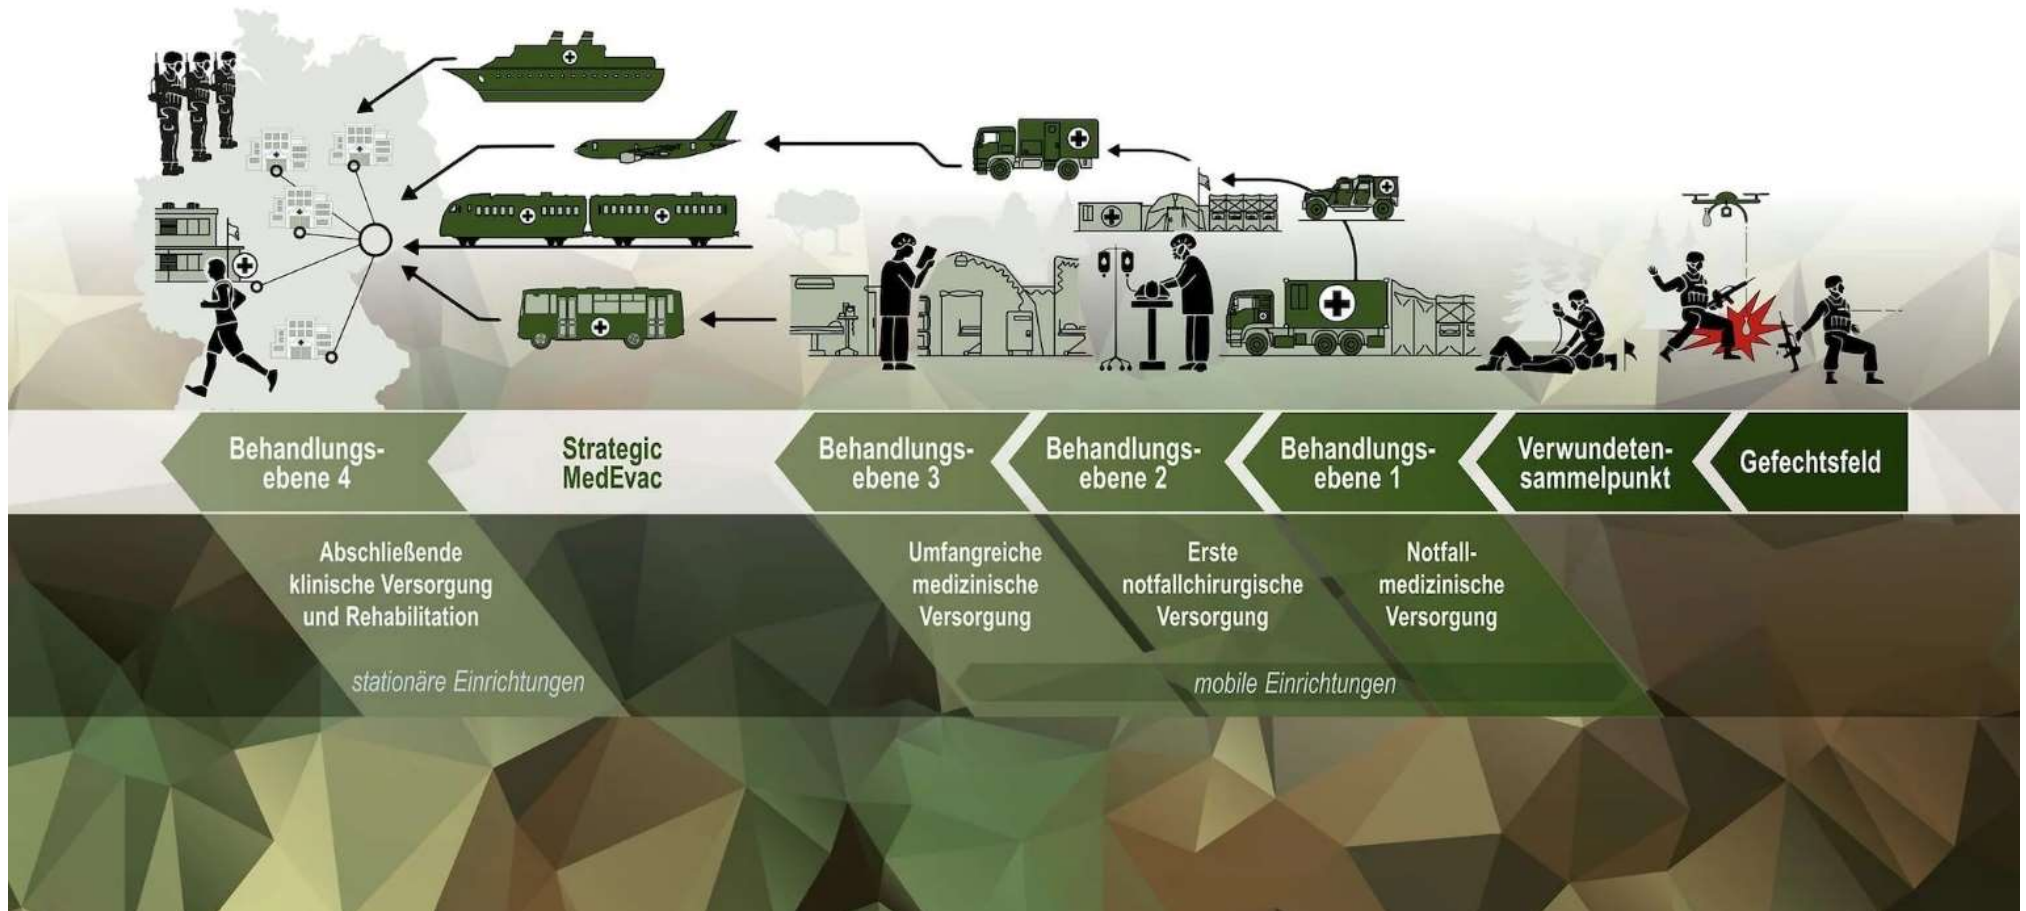 Behandlungs-
ebene 4
Strategic
MedEvac
Behandlungs-
ebene 3
Behandlungs-
ebene 2
Behandlungs-
ebene 1
Verwundeten-
sammelpunkt
Gefechtsfeld
Abschließende
klinische Versorgung
und Rehabilitation
Umfangreiche
medizinische
Versorgung
Erste
notfallchirurgische
Versorgung
Notfall-
medizinische
Versorgung
stationäre Einrichtungen
mobile Einrichtungen